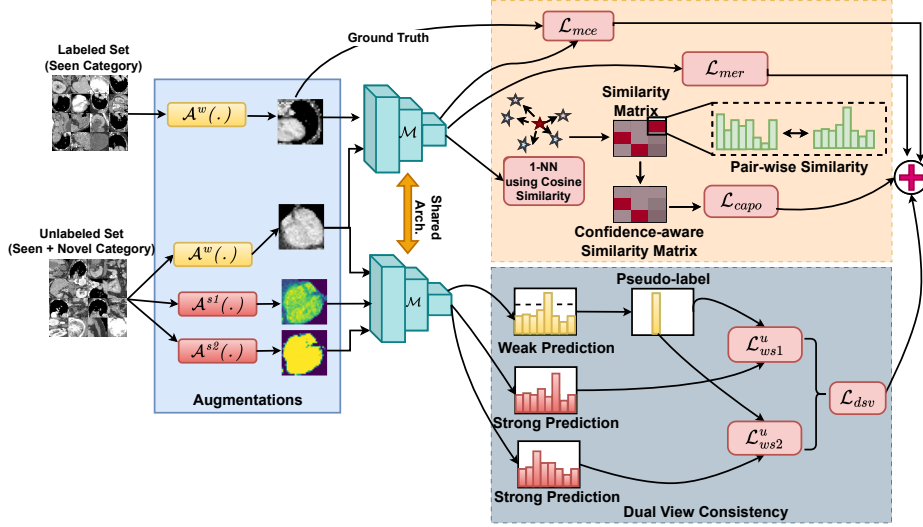 Labeled Set
(Seen Category)
Ground Truth
𝓛mce
𝓛mer
𝒜ʷ(.)
ℳ
Similarity
Matrix
1-NN
using Cosine
Similarity
Pair-wise Similarity
𝓛capo
Confidence-aware
Similarity Matrix
Shared
Arch.
Unlabeled Set
(Seen + Novel Category)
𝒜ʷ(.)
𝒜ˢ¹(.)
𝒜ˢ²(.)
Augmentations
ℳ
Pseudo-label
Weak Prediction
𝓛ᵘws1
Strong Prediction
𝓛ᵘws2
𝓛dsv
Strong Prediction
Dual View Consistency